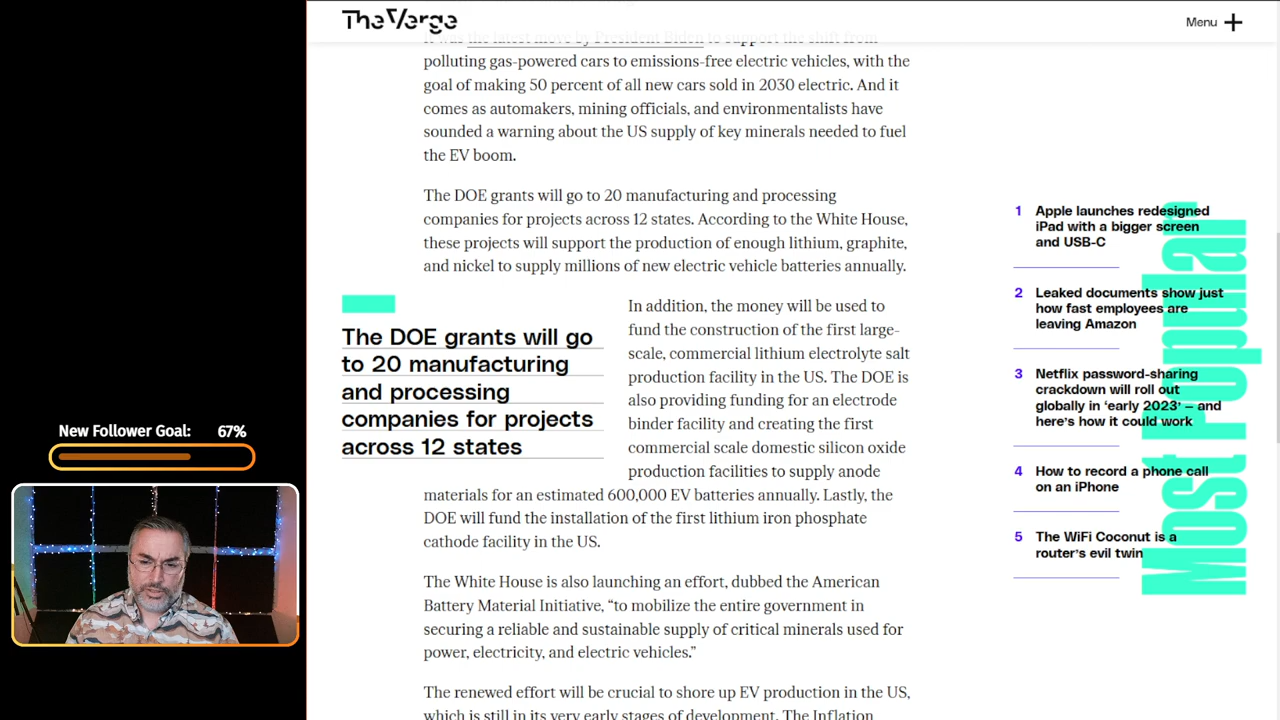 The Verge
Menu
It was the latest move by President Biden to support the shift from
polluting gas-powered cars to emissions-free electric vehicles, with the
goal of making 50 percent of all new cars sold in 2030 electric. And it
comes as automakers, mining officials, and environmentalists have
sounded a warning about the US supply of key minerals needed to fuel
the EV boom.
The DOE grants will go to 20 manufacturing and processing
companies for projects across 12 states. According to the White House,
these projects will support the production of enough lithium, graphite,
and nickel to supply millions of new electric vehicle batteries annually.
The DOE grants will go
to 20 manufacturing
and processing
companies for projects
across 12 states
In addition, the money will be used to
fund the construction of the first large-
scale, commercial lithium electrolyte salt
production facility in the US. The DOE is
also providing funding for an electrode
binder facility and creating the first
commercial scale domestic silicon oxide
production facilities to supply anode
materials for an estimated 600,000 EV batteries annually. Lastly, the
DOE will fund the installation of the first lithium iron phosphate
cathode facility in the US.
The White House is also launching an effort, dubbed the American
Battery Material Initiative, “to mobilize the entire government in
securing a reliable and sustainable supply of critical minerals used for
power, electricity, and electric vehicles.”
The renewed effort will be crucial to shore up EV production in the US,
which is still in its very early stages of development. The Inflation
Most Popular
1 Apple launches redesigned
iPad with a bigger screen
and USB-C
2 Leaked documents show just
how fast employees are
leaving Amazon
3 Netflix password-sharing
crackdown will roll out
globally in ‘early 2023’ — and
here’s how it could work
4 How to record a phone call
on an iPhone
5 The WiFi Coconut is a
router’s evil twin
New Follower Goal: 67%